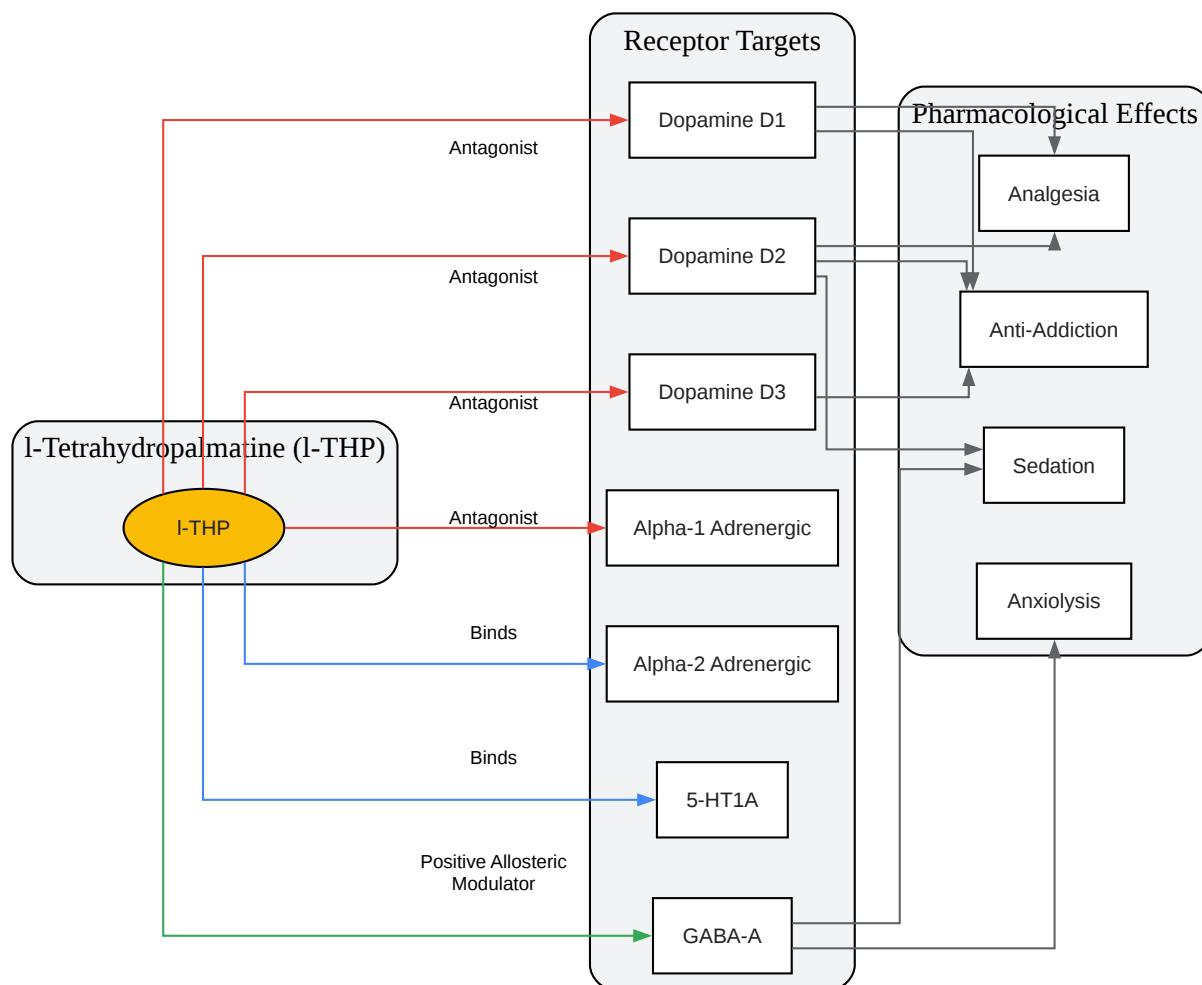 Receptor Targets
Pharmacological Effects
Dopamine D1
Antagonist
Analgesia
Dopamine D2
Antagonist
Anti-Addiction
Dopamine D3
Antagonist
l-Tetrahydropalmatine (l-THP)
Sedation
l-THP
Antagonist
Alpha-1 Adrenergic
Anxiolysis
Binds
Alpha-2 Adrenergic
Binds
5-HT1A
Positive Allosteric
Modulator
GABA-A